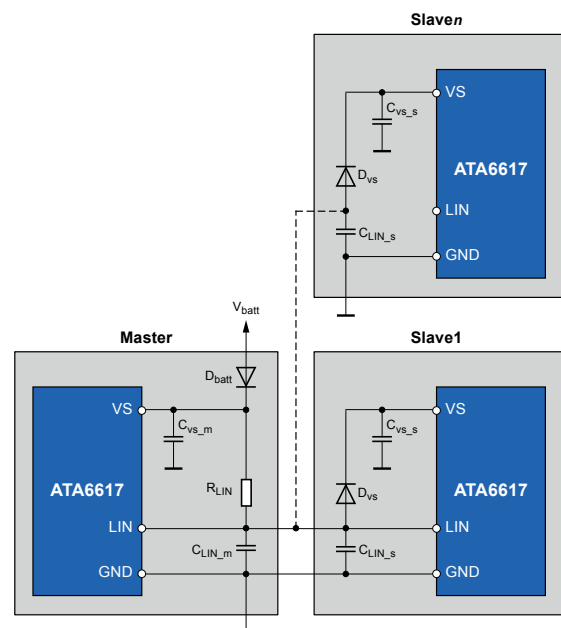 Slaven
VS
Cvs_s
ATA6617
Dvs
LIN
CLIN_s
GND
Vbatt
Master
Slave1
Dbatt
VS
Cvs_m
VS
Cvs_s
ATA6617
RLIN
Dvs
ATA6617
LIN
LIN
CLIN_m
CLIN_s
GND
GND